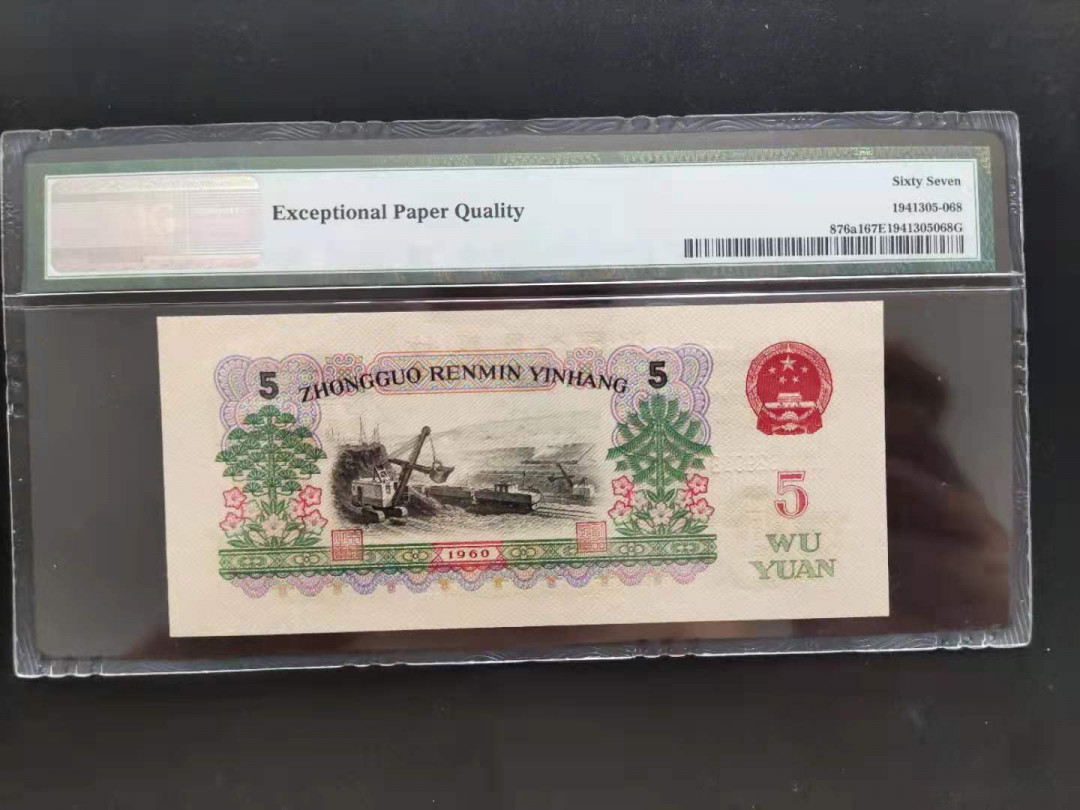 Exceptional Paper Quality
Sixty Seven
1941305-068
876a167E1941305068G
5 ZHONGGUO RENMIN YINHANG 5
5
WU
YUAN
1960